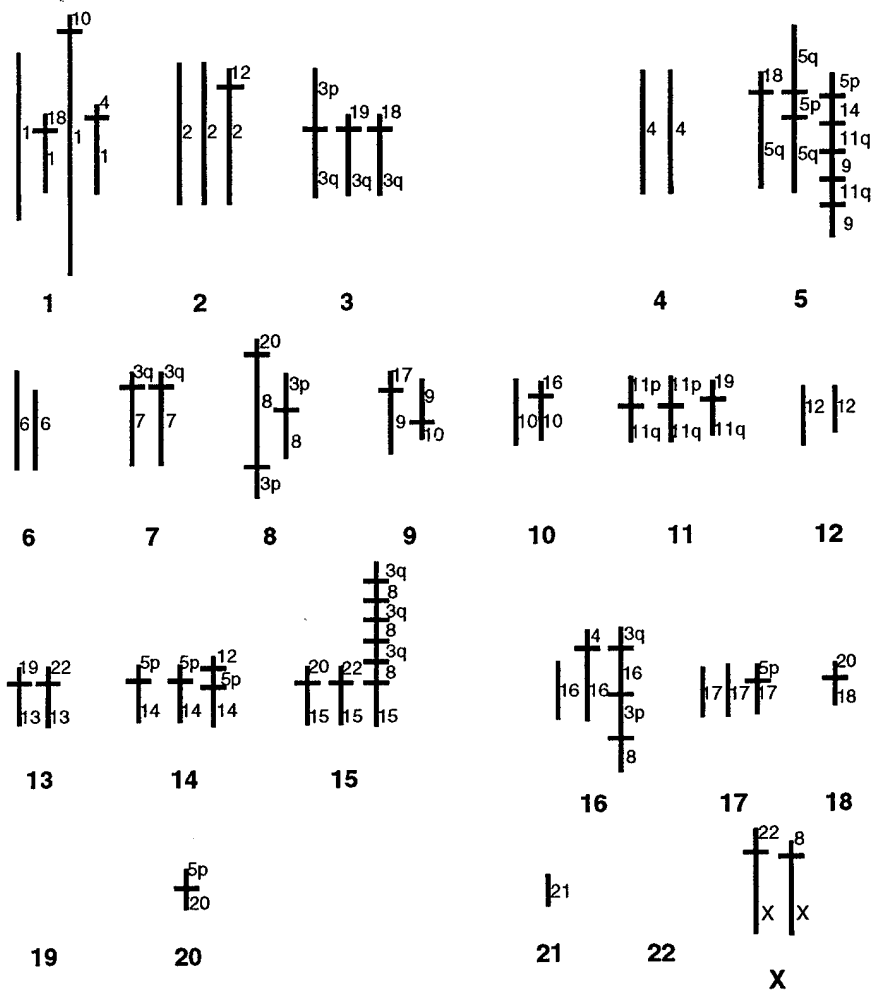 10
18 4
1 1 1 1
12
2 2 2
3p
19 18
3q 3q 3q
4 4
5q
18 5p
5p 14
11q
5q 5q 9
11q
9
1 2 3 4 5
6 6
3q 3q
7 7
20
3p
8
8
3p
17
9
9
10
16
10 10
11p 11p 19
11q 11q 11q
12 12
6 7 8 9 10 11 12
19 22
13 13
5p 5p 12
5p
14 14 14
3q
8
3q
8
3q
20 22 8
15 15 15
4 3q
16
16 16
3p
8
5p
17 17 17
20
18
13 14 15 16 17 18
5p
20
21
22 8
X X
19 20 21 22 X